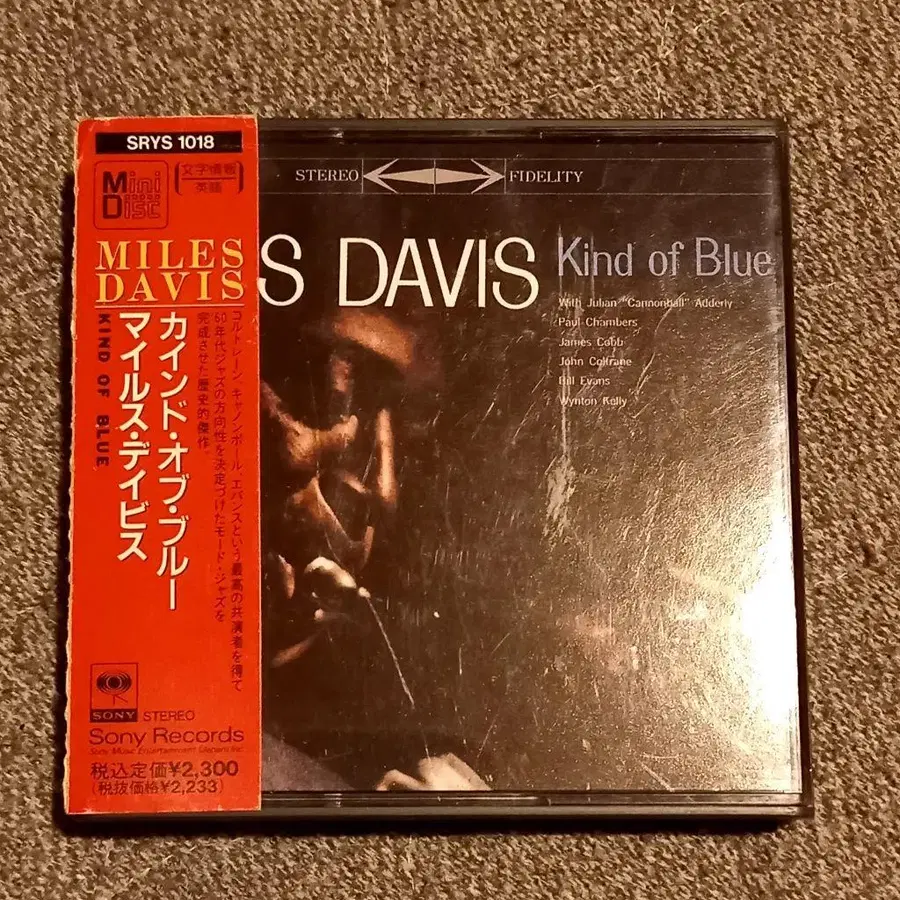 SRYS 1018
Mini Disc
文字情報
英語
MILES
DAVIS
カインド・オブ・ブルー
マイルス・デイビス
KIND OF BLUE
コルトレーン、キャノンボール、エバンスという最高の共演者を得て
60年代ジャズの方向性を決定づけたモード・ジャズを
完成させた歴史的傑作。
SONY STEREO
Sony Records
Sony Music Entertainment (Japan) Inc.
税込定価¥2,300
(税抜価格¥2,233)
STEREO FIDELITY
S DAVIS Kind of Blue
With Julian "Cannonball" Adderly
Paul Chambers
James Cobb
John Coltrane
Bill Evans
Wynton Kelly